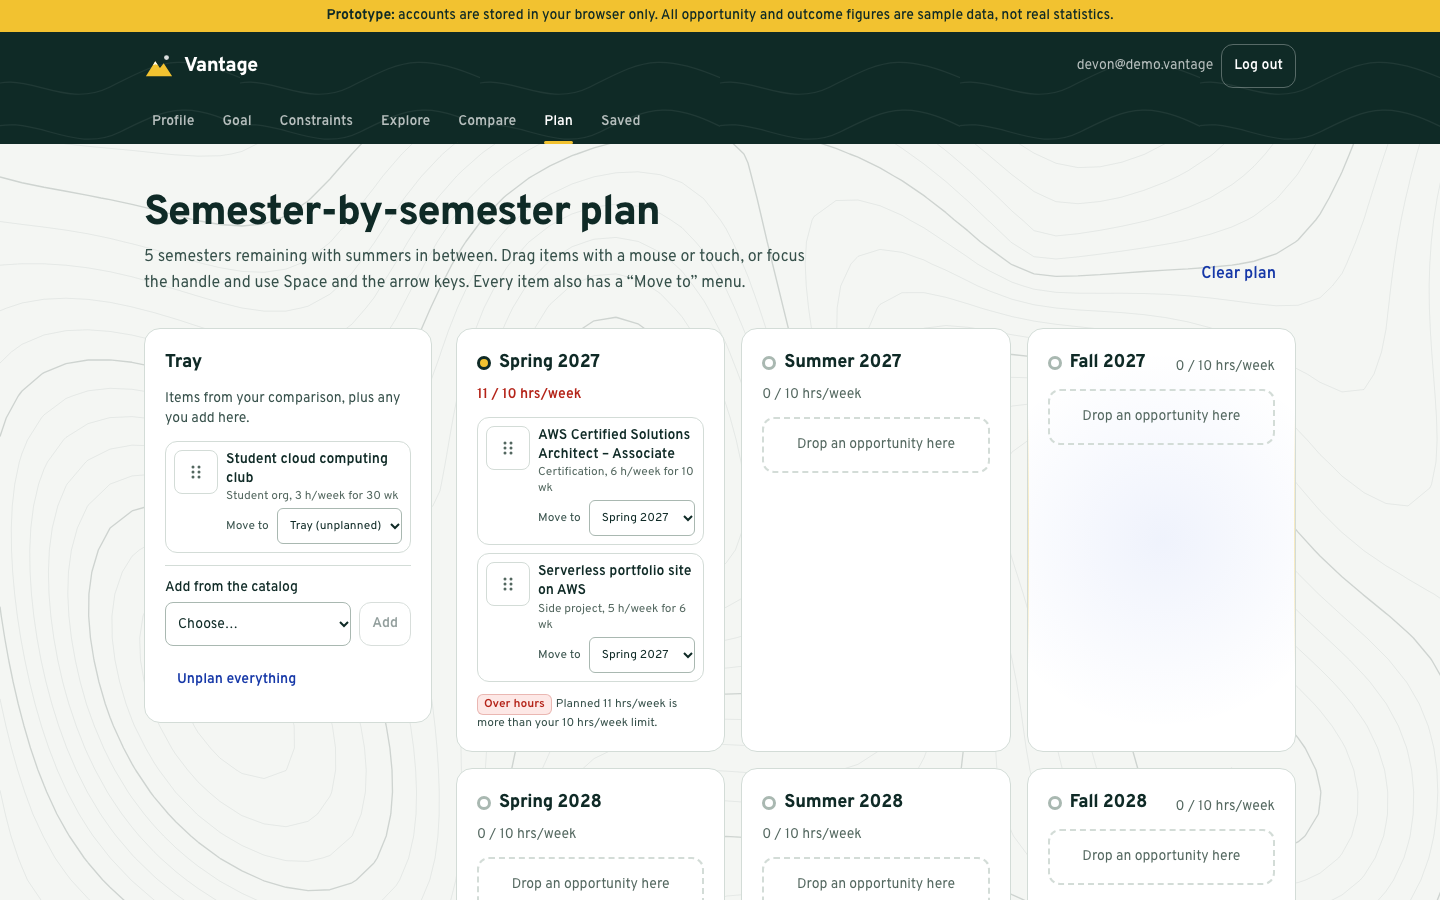 Prototype: accounts are stored in your browser only. All opportunity and outcome figures are sample data, not real statistics.
Vantage
devon@demo.vantage
Log out
Profile
Goal
Constraints
Explore
Compare
Plan
Saved
Semester-by-semester plan
5 semesters remaining with summers in between. Drag items with a mouse or touch, or focus
the handle and use Space and the arrow keys. Every item also has a “Move to” menu.
Clear plan
Tray
Items from your comparison, plus any
you add here.
Student cloud computing
club
Student org, 3 h/week for 30 wk
Move to
Tray (unplanned)
Add from the catalog
Choose...
Add
Unplan everything
Spring 2027
11 / 10 hrs/week
AWS Certified Solutions
Architect – Associate
Certification, 6 h/week for 10
wk
Move to
Spring 2027
Serverless portfolio site
on AWS
Side project, 5 h/week for 6
wk
Move to
Spring 2027
Over hours Planned 11 hrs/week is
more than your 10 hrs/week limit.
Summer 2027
0 / 10 hrs/week
Drop an opportunity here
Fall 2027
0 / 10 hrs/week
Drop an opportunity here
Spring 2028
0 / 10 hrs/week
Drop an opportunity here
Summer 2028
0 / 10 hrs/week
Drop an opportunity here
Fall 2028
0 / 10 hrs/week
Drop an opportunity here